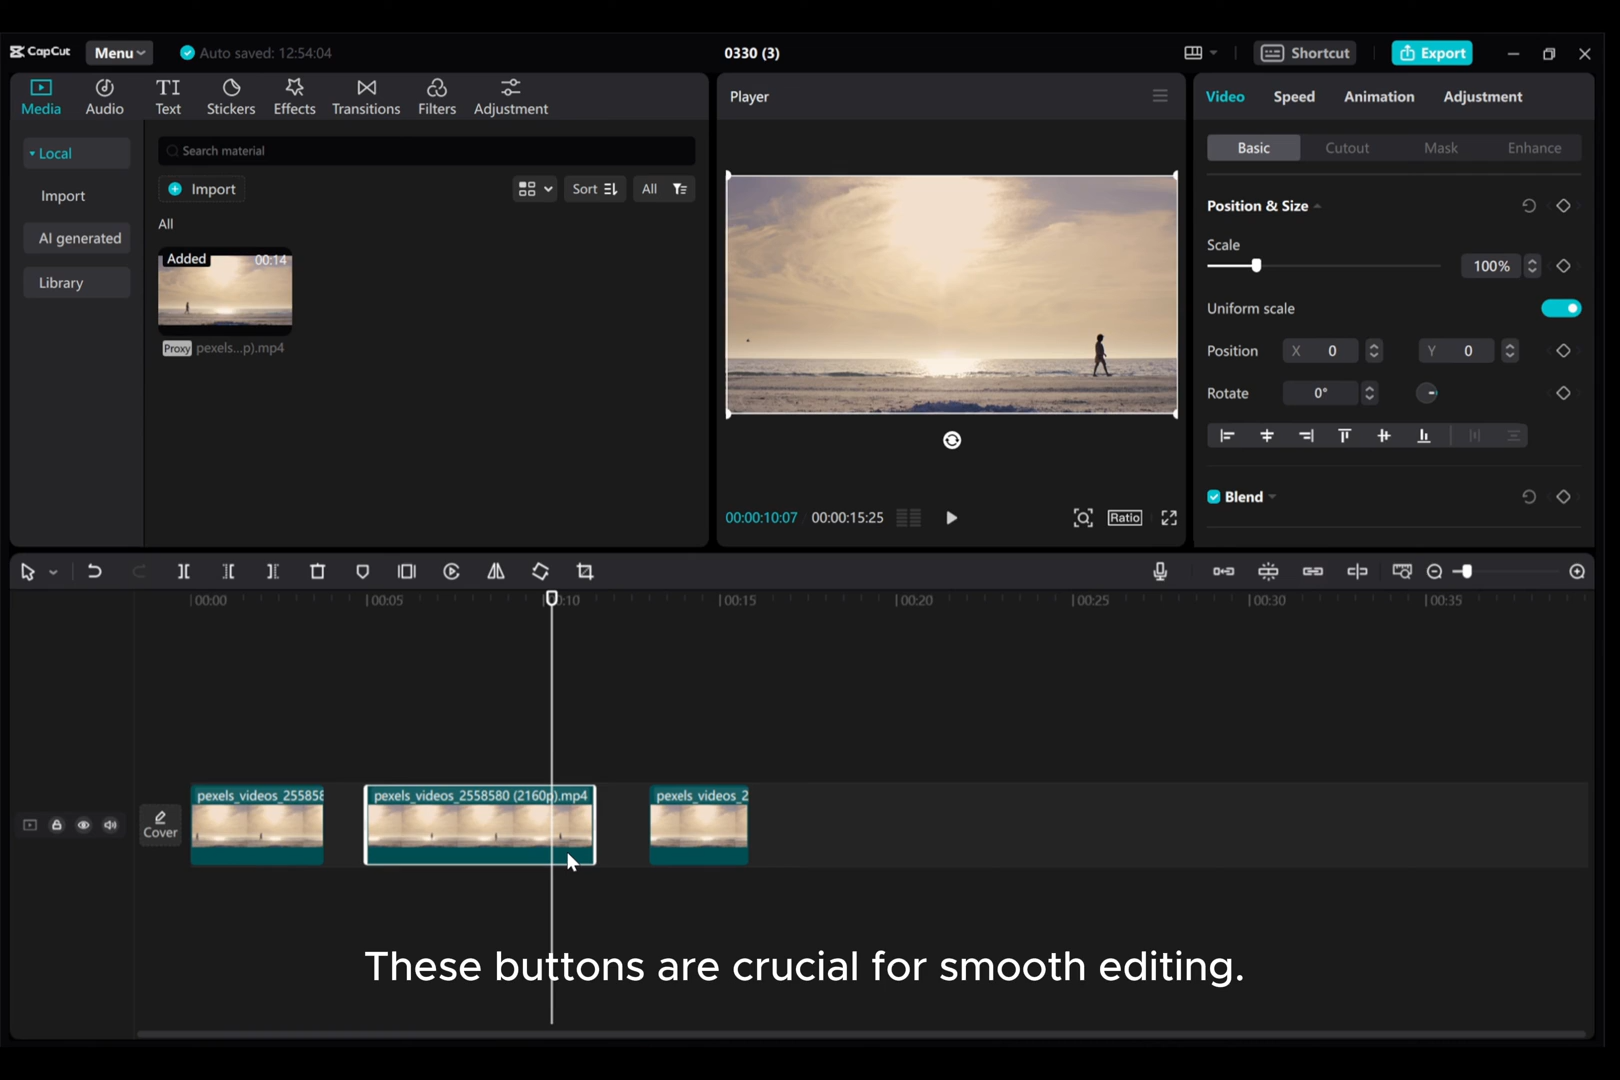 CapCut
Menu
Auto saved: 12:54:04
0330 (3)
Shortcut
Export
Media
Audio
TI
Text
Stickers
Effects
Transitions
Filters
Adjustment
Local
Import
AI generated
Library
Search material
Import
Sort
All
All
Added
00:14
Proxy pexels...p).mp4
Player
00:00:10:07 / 00:00:15:25
Ratio
Video
Speed
Animation
Adjustment
Basic
Cutout
Mask
Enhance
Position & Size
Scale
100%
Uniform scale
Position
X 0
Y 0
Rotate
0°
Blend
00:00
00:05
00:10
00:15
00:20
00:25
00:30
00:35
Cover
pexels_videos_255858
pexels_videos_2558580 (2160p).mp4
pexels_videos_2
These buttons are crucial for smooth editing.